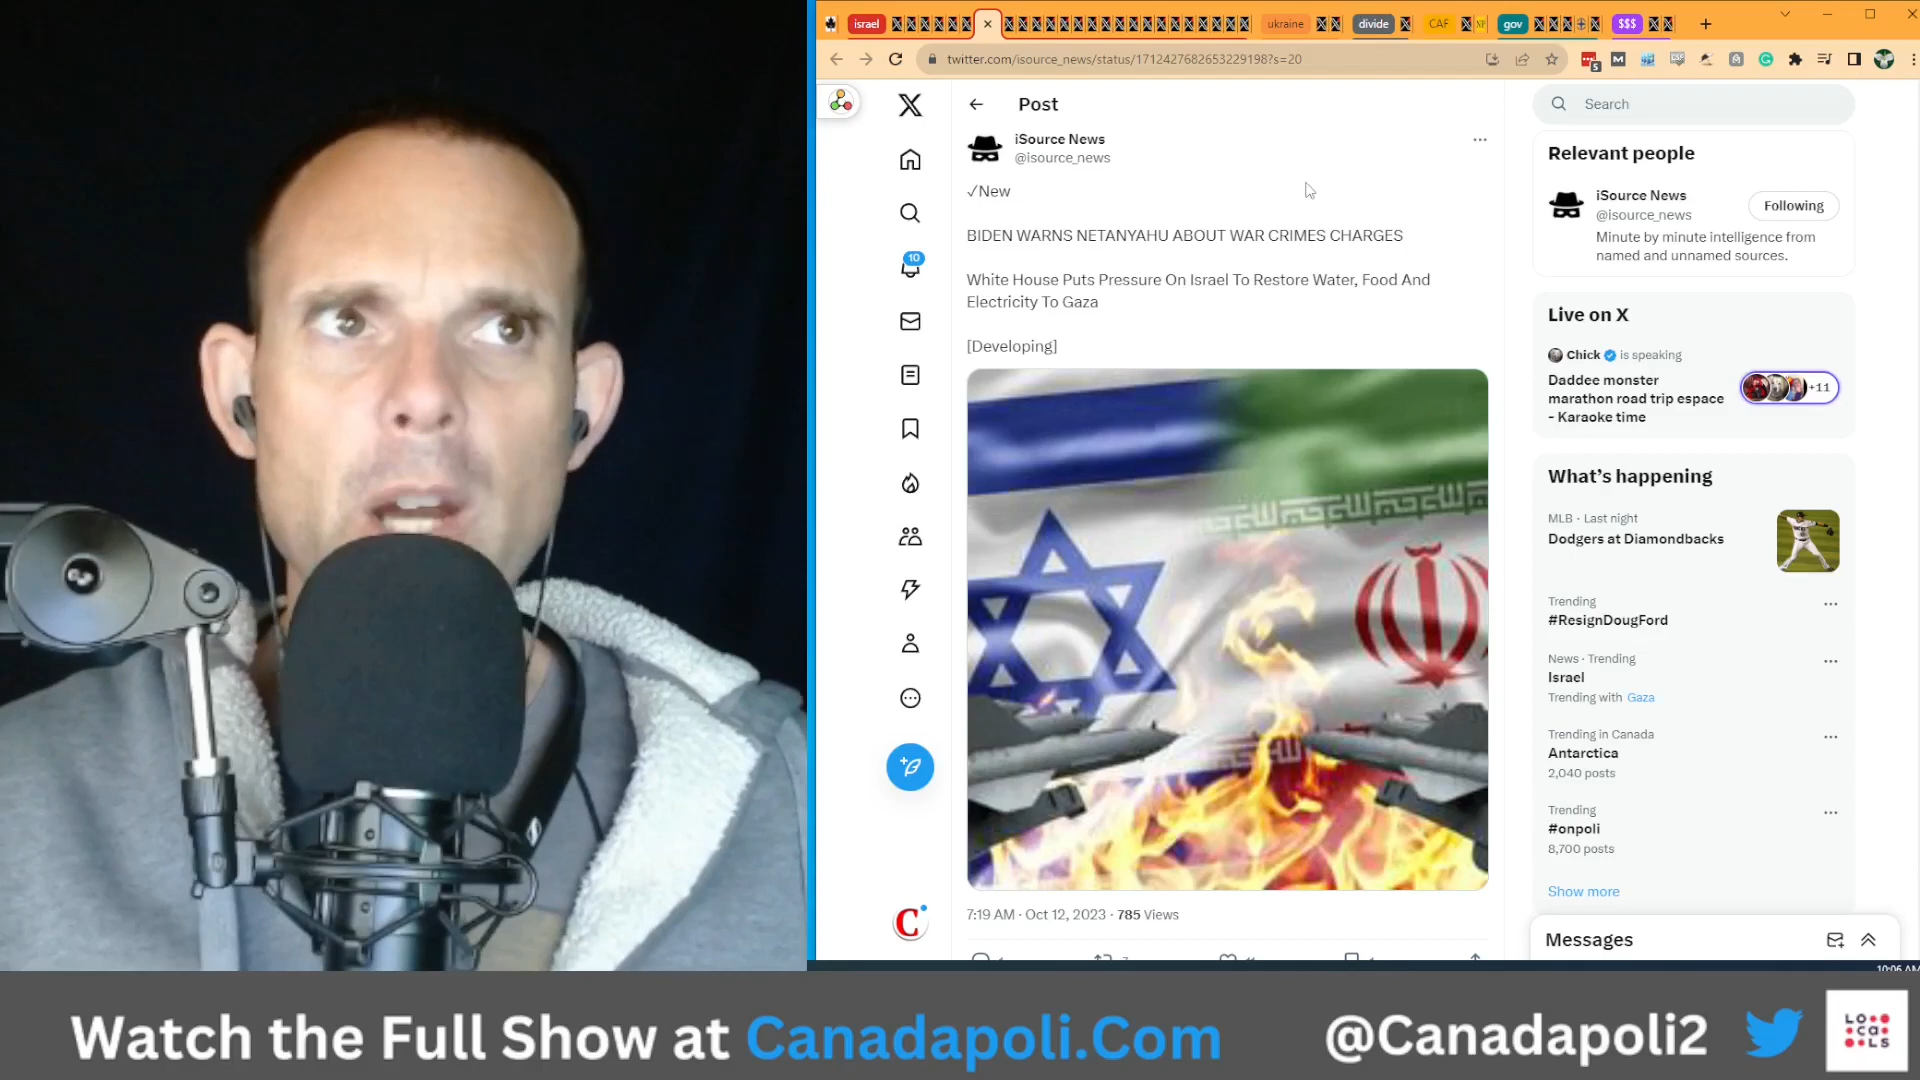 israel
ukraine
divide
CAF
gov
$$$
twitter.com/isource_news/status/1712427682653229198?s=20
Post
iSource News
@isource_news
✓New
BIDEN WARNS NETANYAHU ABOUT WAR CRIMES CHARGES
White House Puts Pressure On Israel To Restore Water, Food And
Electricity To Gaza
[Developing]
7:19 AM · Oct 12, 2023 · 785 Views
10
C
Search
Relevant people
iSource News
@isource_news
Following
Minute by minute intelligence from
named and unnamed sources.
Live on X
Chick is speaking
Daddee monster
marathon road trip espace
- Karaoke time
+11
What's happening
MLB · Last night
Dodgers at Diamondbacks
Trending
#ResignDougFord
News · Trending
Israel
Trending with Gaza
Trending in Canada
Antarctica
2,040 posts
Trending
#onpoli
8,700 posts
Show more
Messages
10:06 AM
Watch the Full Show at Canadapoli.Com
@Canadapoli2
LO
ca
LS